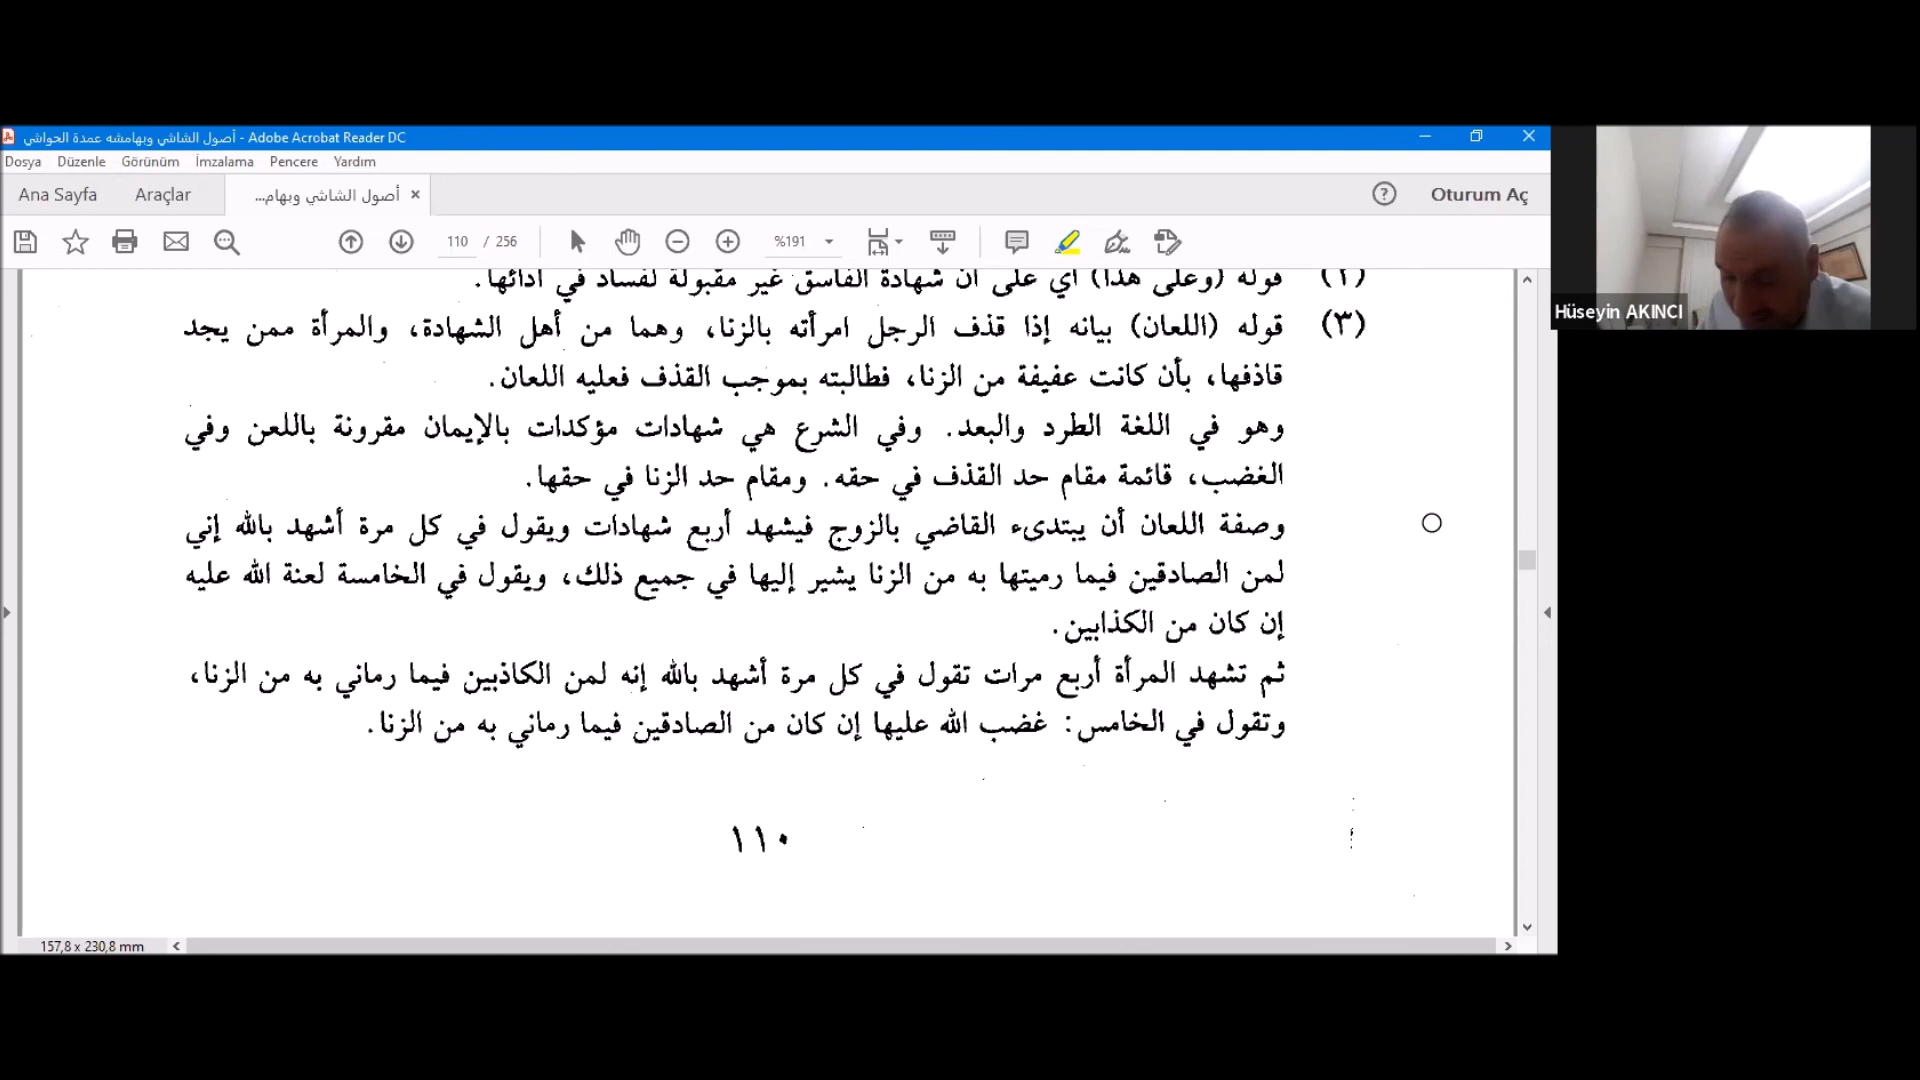 أصول الشاشي وبهامشه عمدة الحواشي - Adobe Acrobat Reader DC
Dosya Düzenle Görünüm İmzalama Pencere Yardım
Ana Sayfa Araçlar أصول الشاشي وبهام... × Oturum Aç
110 / 256 %191
قوله (وعلى هذا) أي على أن شهادة الفاسق غير مقبولة لفساد في أدائها.
(٣) قوله (اللعان) بيانه إذا قذف الرجل امرأته بالزنا، وهما من أهل الشهادة، والمرأة ممن يجد
قاذفها، بأن كانت عفيفة من الزنا، فطالبته بموجب القذف فعليه اللعان.
وهو في اللغة الطرد والبعد. وفي الشرع هي شهادات مؤكدات بالإيمان مقرونة باللعن وفي
الغضب، قائمة مقام حد القذف في حقه. ومقام حد الزنا في حقها.
وصفة اللعان أن يبتدىء القاضي بالزوج فيشهد أربع شهادات ويقول في كل مرة أشهد بالله إني
لمن الصادقين فيما رميتها به من الزنا يشير إليها في جميع ذلك، ويقول في الخامسة لعنة الله عليه
إن كان من الكذابين.
ثم تشهد المرأة أربع مرات تقول في كل مرة أشهد بالله إنه لمن الكاذبين فيما رماني به من الزنا،
وتقول في الخامس: غضب الله عليها إن كان من الصادقين فيما رماني به من الزنا.
١١٠
157,8 x 230,8 mm
Hüseyin AKINCI